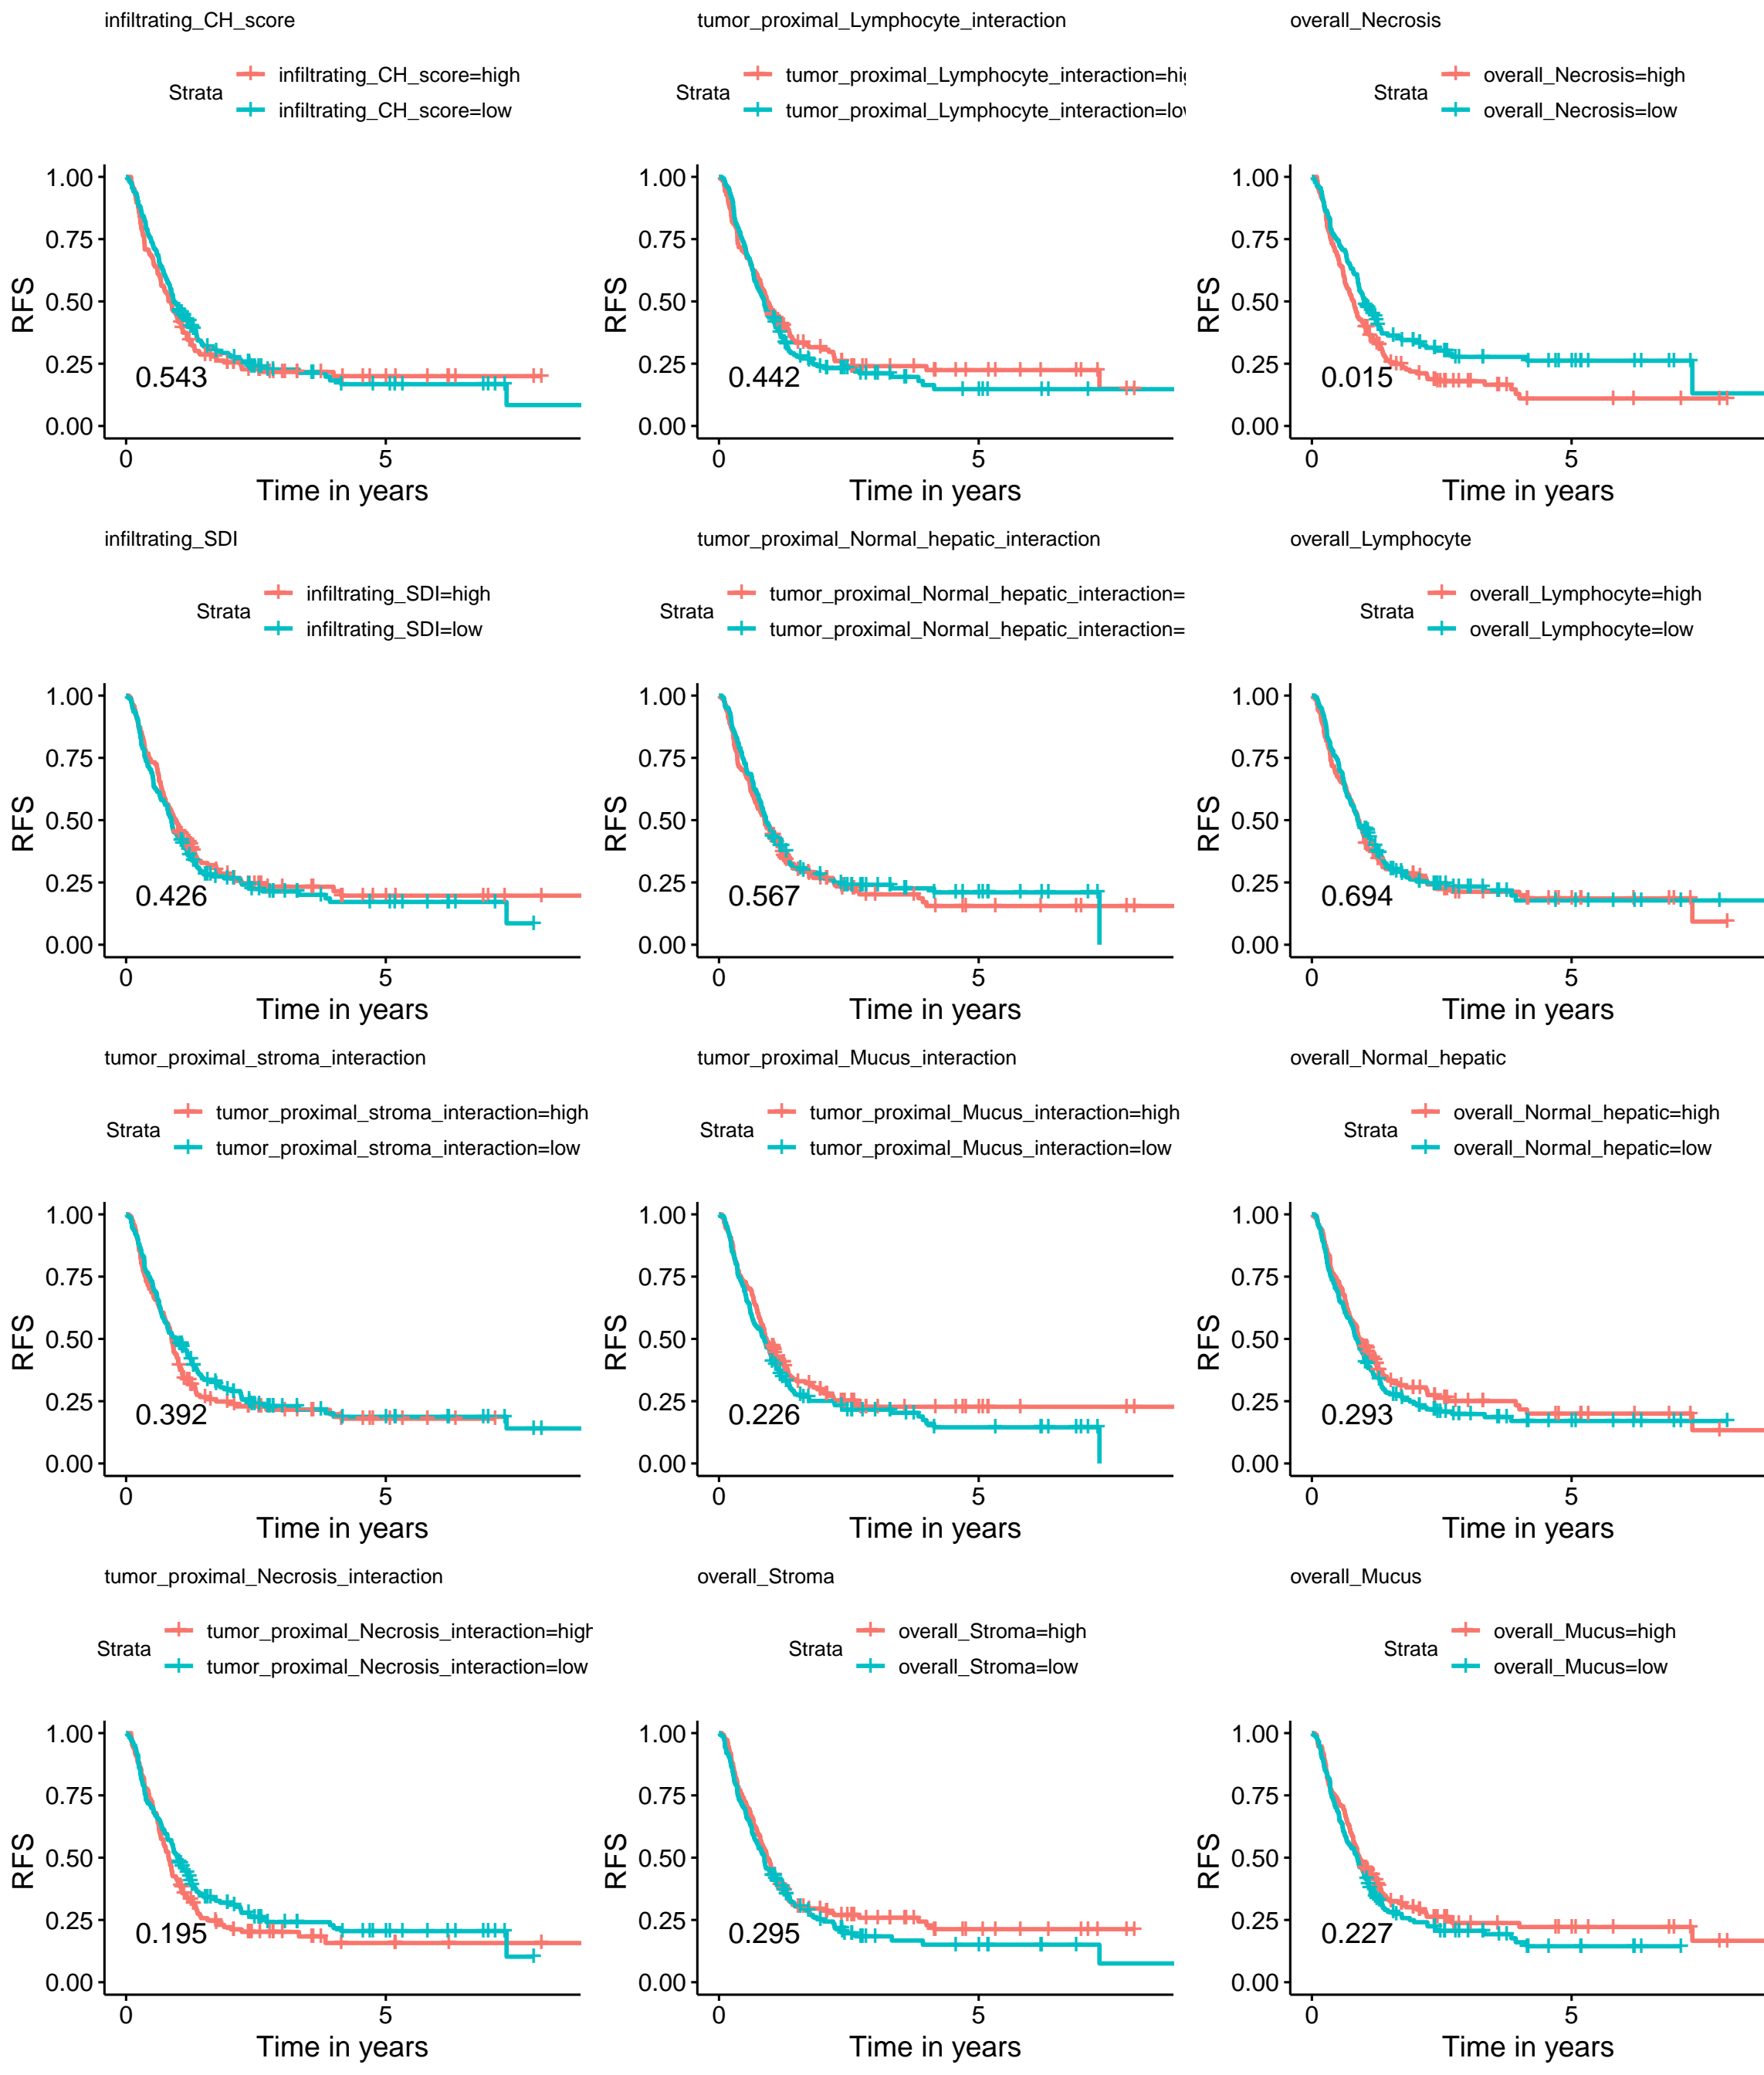 infiltrating_CH_score
Strata
infiltrating_CH_score=high
infiltrating_CH_score=low
1.00
0.75
0.50
0.25
0.00
RFS
0.543
0
5
Time in years
tumor_proximal_Lymphocyte_interaction
Strata
tumor_proximal_Lymphocyte_interaction=hig
tumor_proximal_Lymphocyte_interaction=low
1.00
0.75
0.50
0.25
0.00
RFS
0.442
0
5
Time in years
overall_Necrosis
Strata
overall_Necrosis=high
overall_Necrosis=low
1.00
0.75
0.50
0.25
0.00
RFS
0.015
0
5
Time in years
infiltrating_SDI
Strata
infiltrating_SDI=high
infiltrating_SDI=low
1.00
0.75
0.50
0.25
0.00
RFS
0.426
0
5
Time in years
tumor_proximal_Normal_hepatic_interaction
Strata
tumor_proximal_Normal_hepatic_interaction=
tumor_proximal_Normal_hepatic_interaction=
1.00
0.75
0.50
0.25
0.00
RFS
0.567
0
5
Time in years
overall_Lymphocyte
Strata
overall_Lymphocyte=high
overall_Lymphocyte=low
1.00
0.75
0.50
0.25
0.00
RFS
0.694
0
5
Time in years
tumor_proximal_stroma_interaction
Strata
tumor_proximal_stroma_interaction=high
tumor_proximal_stroma_interaction=low
1.00
0.75
0.50
0.25
0.00
RFS
0.392
0
5
Time in years
tumor_proximal_Mucus_interaction
Strata
tumor_proximal_Mucus_interaction=high
tumor_proximal_Mucus_interaction=low
1.00
0.75
0.50
0.25
0.00
RFS
0.226
0
5
Time in years
overall_Normal_hepatic
Strata
overall_Normal_hepatic=high
overall_Normal_hepatic=low
1.00
0.75
0.50
0.25
0.00
RFS
0.293
0
5
Time in years
tumor_proximal_Necrosis_interaction
Strata
tumor_proximal_Necrosis_interaction=high
tumor_proximal_Necrosis_interaction=low
1.00
0.75
0.50
0.25
0.00
RFS
0.195
0
5
Time in years
overall_Stroma
Strata
overall_Stroma=high
overall_Stroma=low
1.00
0.75
0.50
0.25
0.00
RFS
0.295
0
5
Time in years
overall_Mucus
Strata
overall_Mucus=high
overall_Mucus=low
1.00
0.75
0.50
0.25
0.00
RFS
0.227
0
5
Time in years